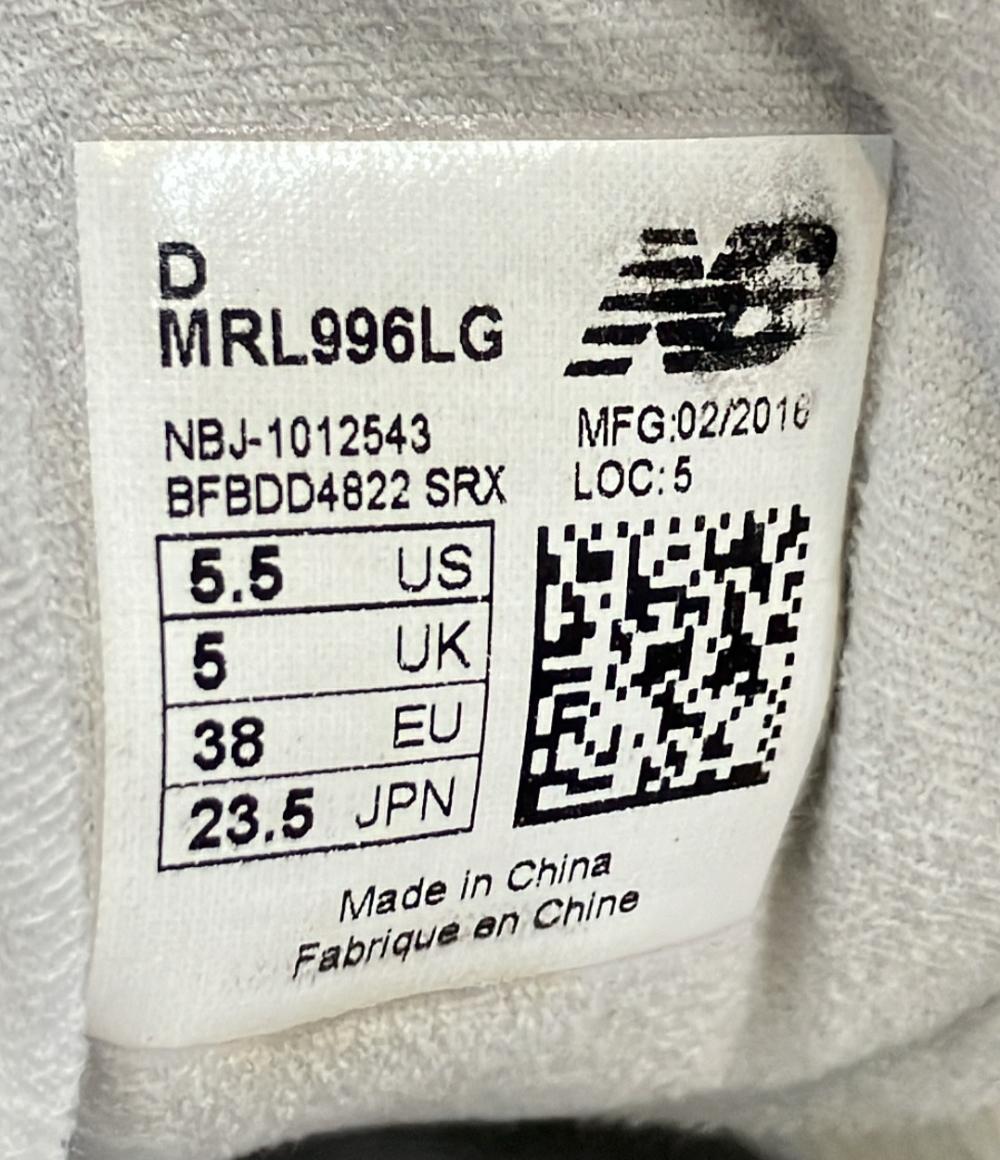 D
MRL996LG
NBJ-1012543
BFBDD4822 SRX
MFG:02/2016
LOC:5
5.5 US
5 UK
38 EU
23.5 JPN
Made in China
Fabrique en Chine